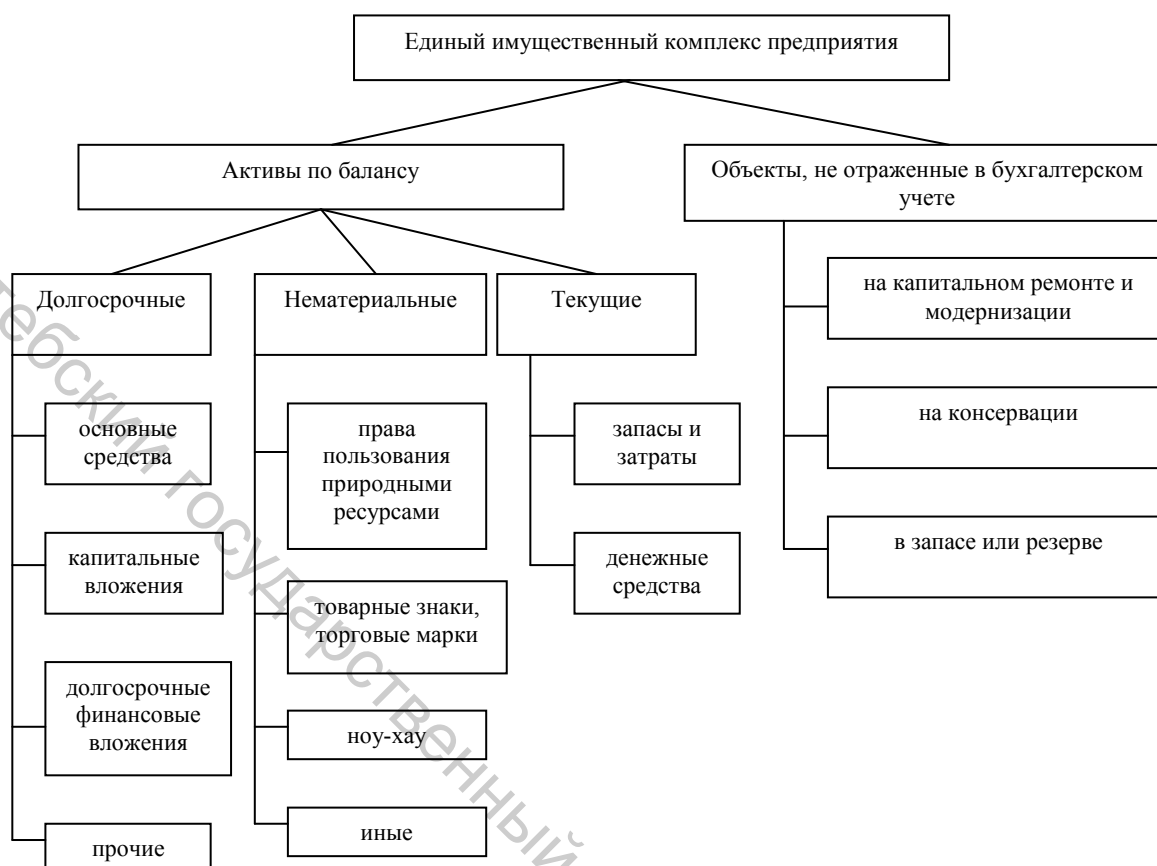 Единый имущественный комплекс предприятия
Активы по балансу
Объекты, не отраженные в бухгалтерском
учете
Долгосрочные
Нематериальные
Текущие
основные
средства
капитальные
вложения
долгосрочные
финансовые
вложения
прочие
права
пользования
природными
ресурсами
товарные знаки,
торговые марки
ноу-хау
иные
запасы и
затраты
денежные
средства
на капитальном ремонте и
модернизации
на консервации
в запасе или резерве
тебский государственный